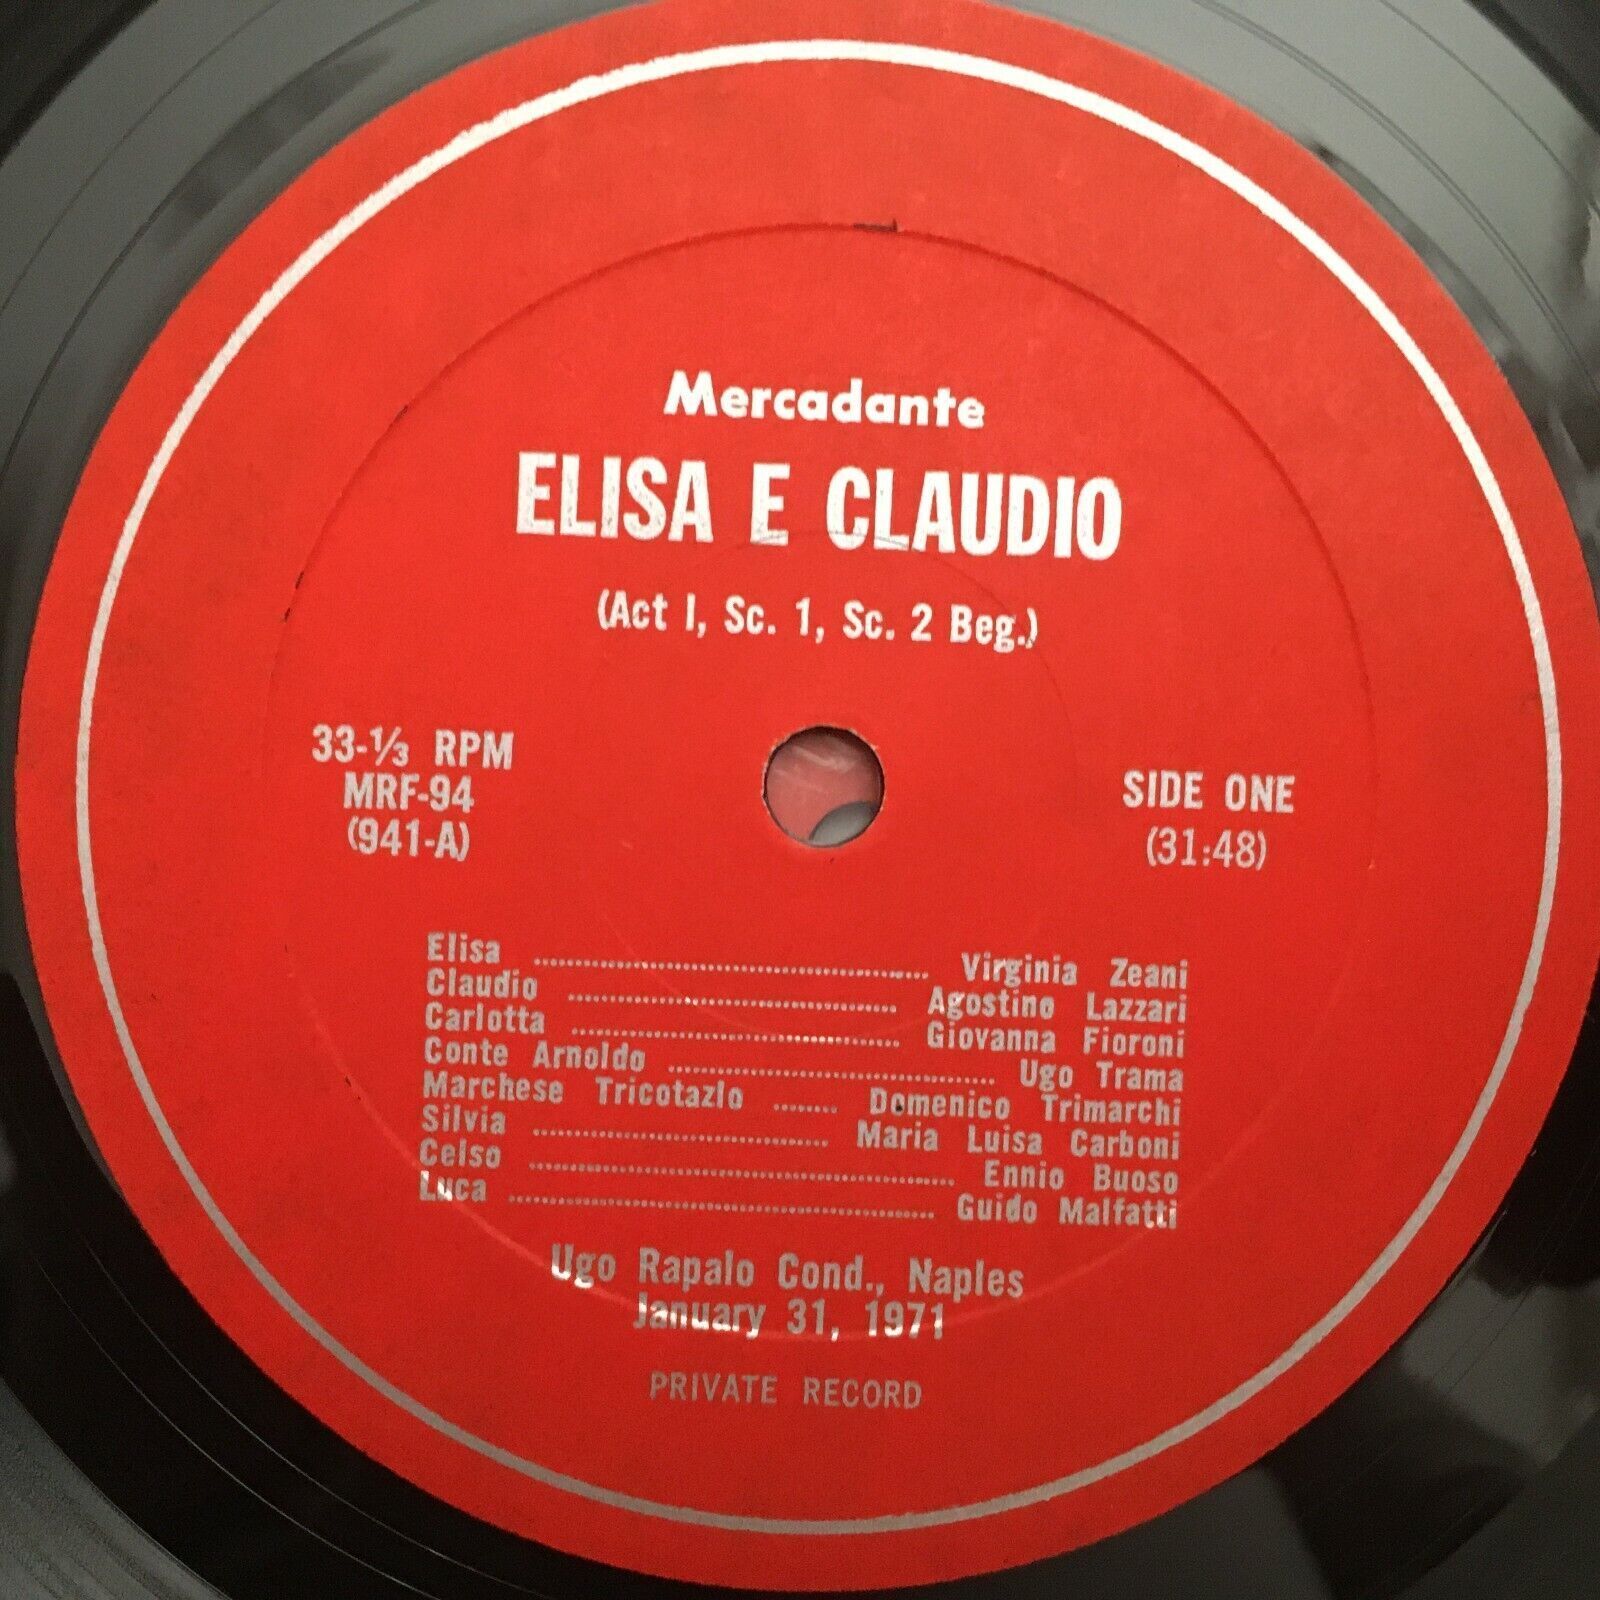 Mercadante
ELISA E CLAUDIO
(Act I, Sc. 1, Sc. 2 Beg.)
33-⅓ RPM
MRF-94
(941-A)
SIDE ONE
(31:48)
Elisa ........ Virginia Zeani
Claudio ........ Agostino Lazzari
Carlotta ........ Giovanna Fioroni
Conte Arnoldo ........ Ugo Trama
Marchese Tricotazio ........ Domenico Trimarchi
Silvia ........ Maria Luisa Carboni
Celso ........ Ennio Buoso
Luca ........ Guido Malfatti
Ugo Rapalo Cond., Naples
January 31, 1971
PRIVATE RECORD